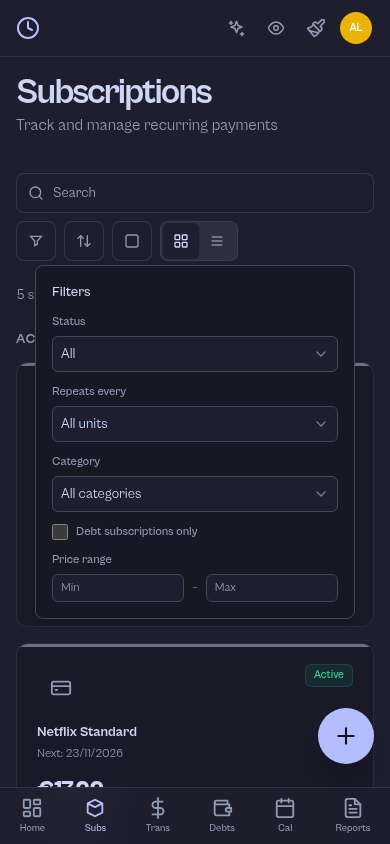 AL
Subscriptions
Track and manage recurring payments
Search
5 s
AC
Filters
Status
All
Repeats every
All units
Category
All categories
Debt subscriptions only
Price range
Min – Max
Active
Netflix Standard
Next: 23/11/2026
Home Subs Trans Debts Cal Reports